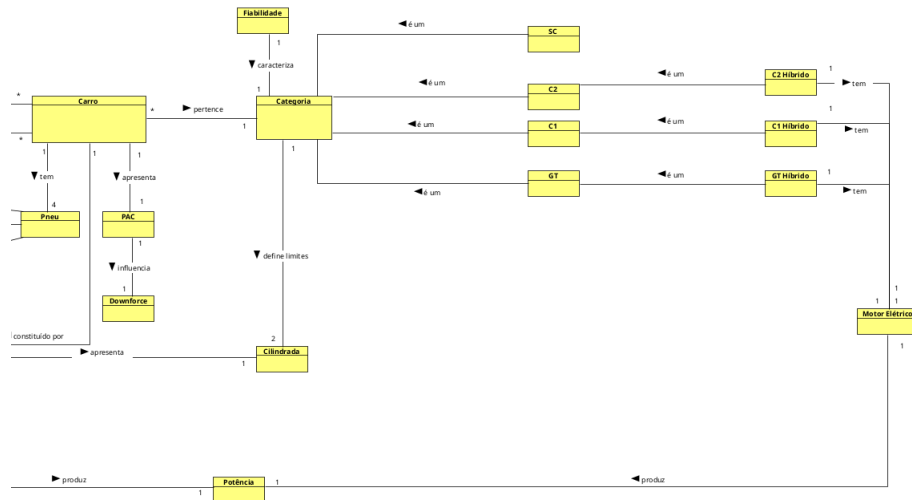 Fiabilidade
1
é um
SC
caracteriza
1
é um
C2
é um
C2 Híbrido
1
tem
*
Carro
*
pertence
1
Categoria
é um
C1
é um
C1 Híbrido
1
tem
*
1
1
1
1
tem
apresenta
é um
GT
é um
GT Híbrido
1
tem
4
1
Pneu
PAC
1
influencia
define limites
1
Downforce
1
1
1
Motor Elétrico
constituído por
2
1
apresenta
1
Cilindrada
produz
1
Potência
1
produz